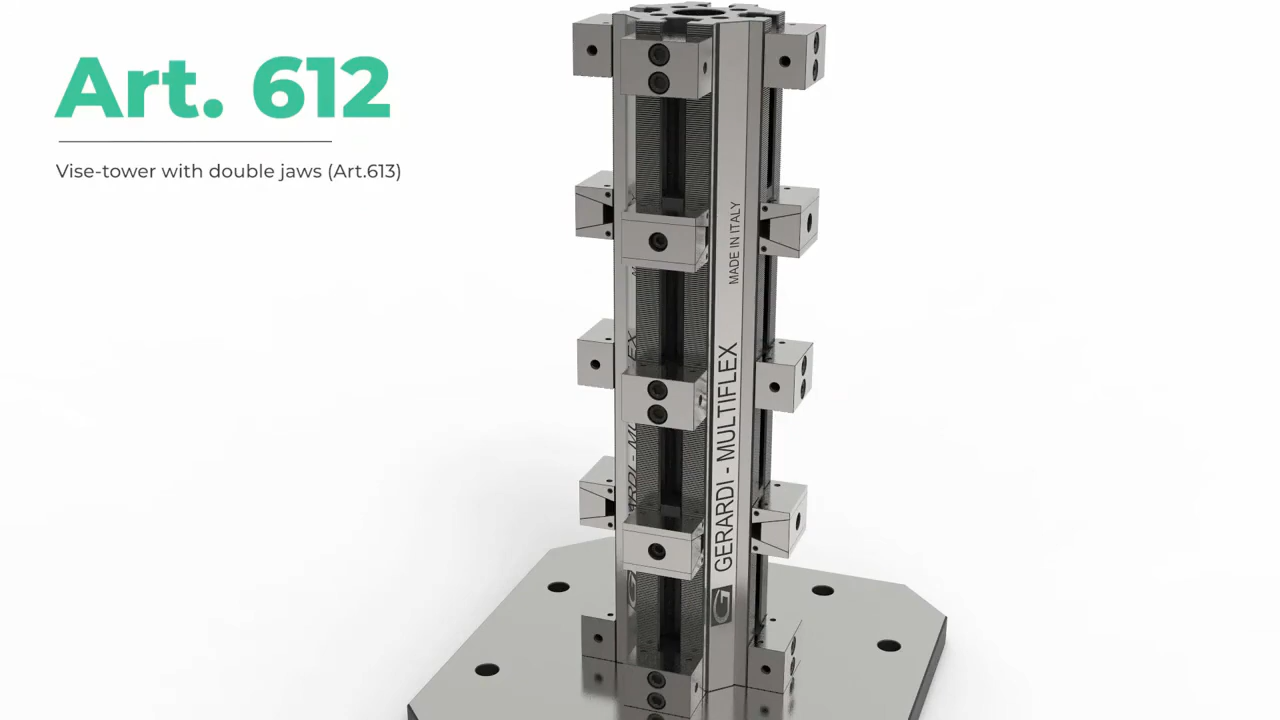 Art. 612
Vise-tower with double jaws (Art.613)
MADE IN ITALY
GERARDI - MULTIFLEX
G